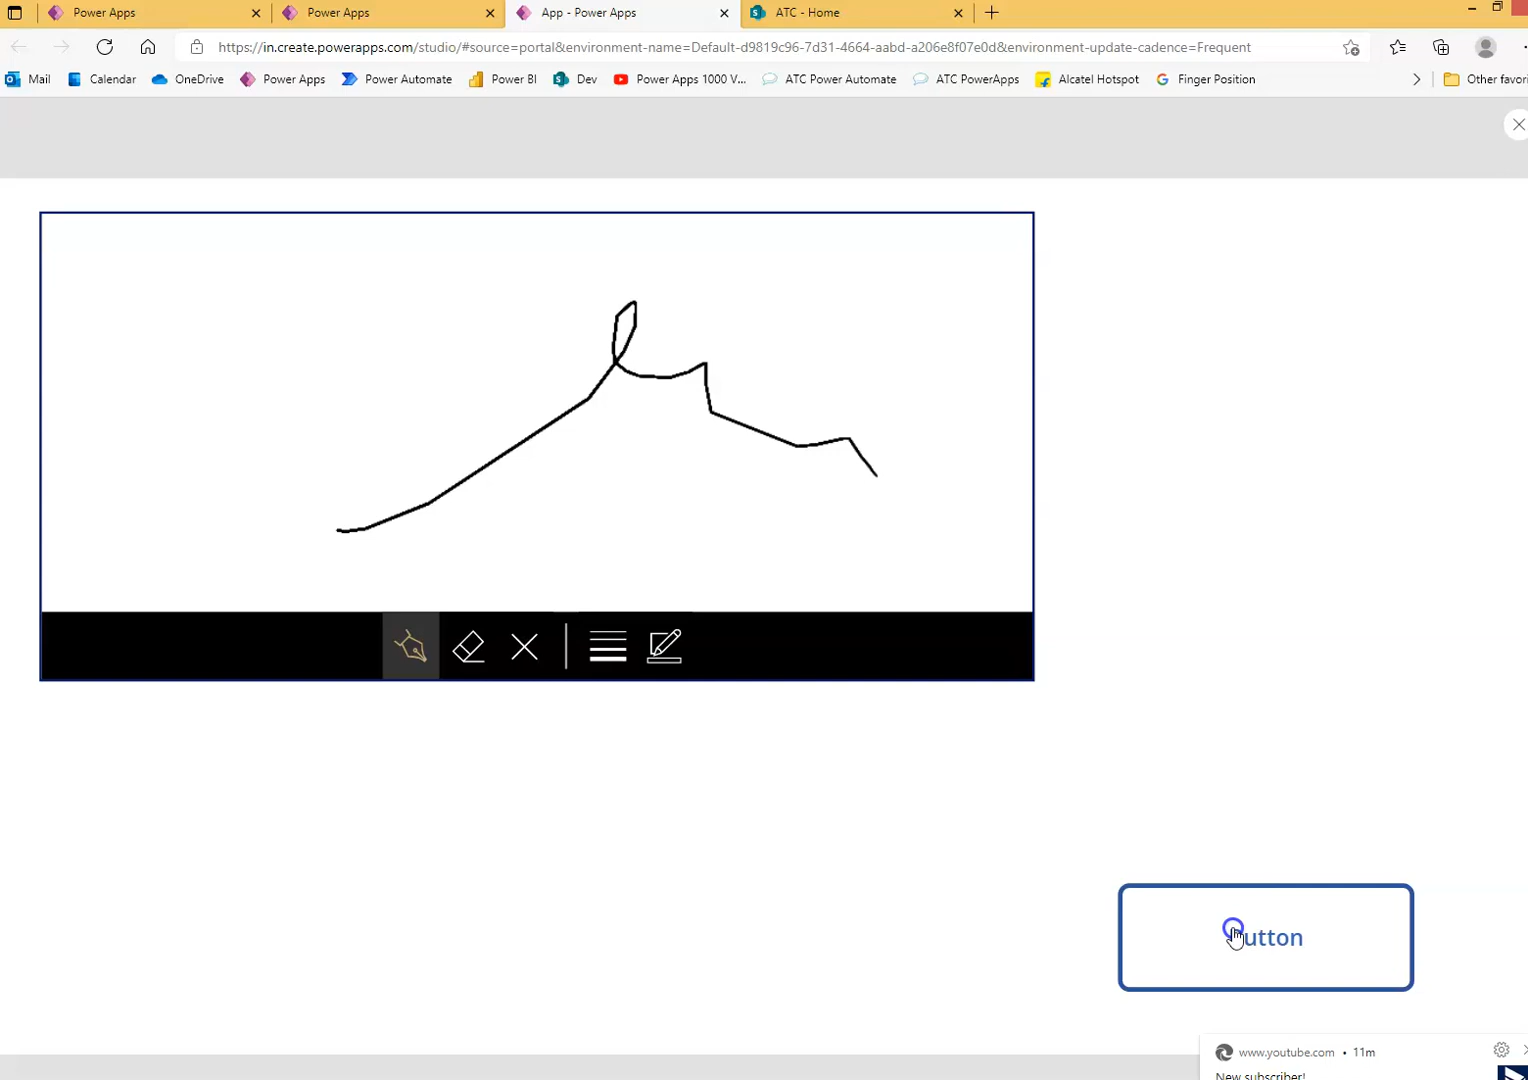 Power Apps
Power Apps
App - Power Apps
ATC - Home
https://in.create.powerapps.com/studio/#source=portal&environment-name=Default-d9819c96-7d31-4664-aabd-a206e8f07e0d&environment-update-cadence=Frequent
Mail
Calendar
OneDrive
Power Apps
Power Automate
Power BI
Dev
Power Apps 1000 V...
ATC Power Automate
ATC PowerApps
Alcatel Hotspot
Finger Position
Other favori
utton
www.youtube.com • 11m
New subscriber!